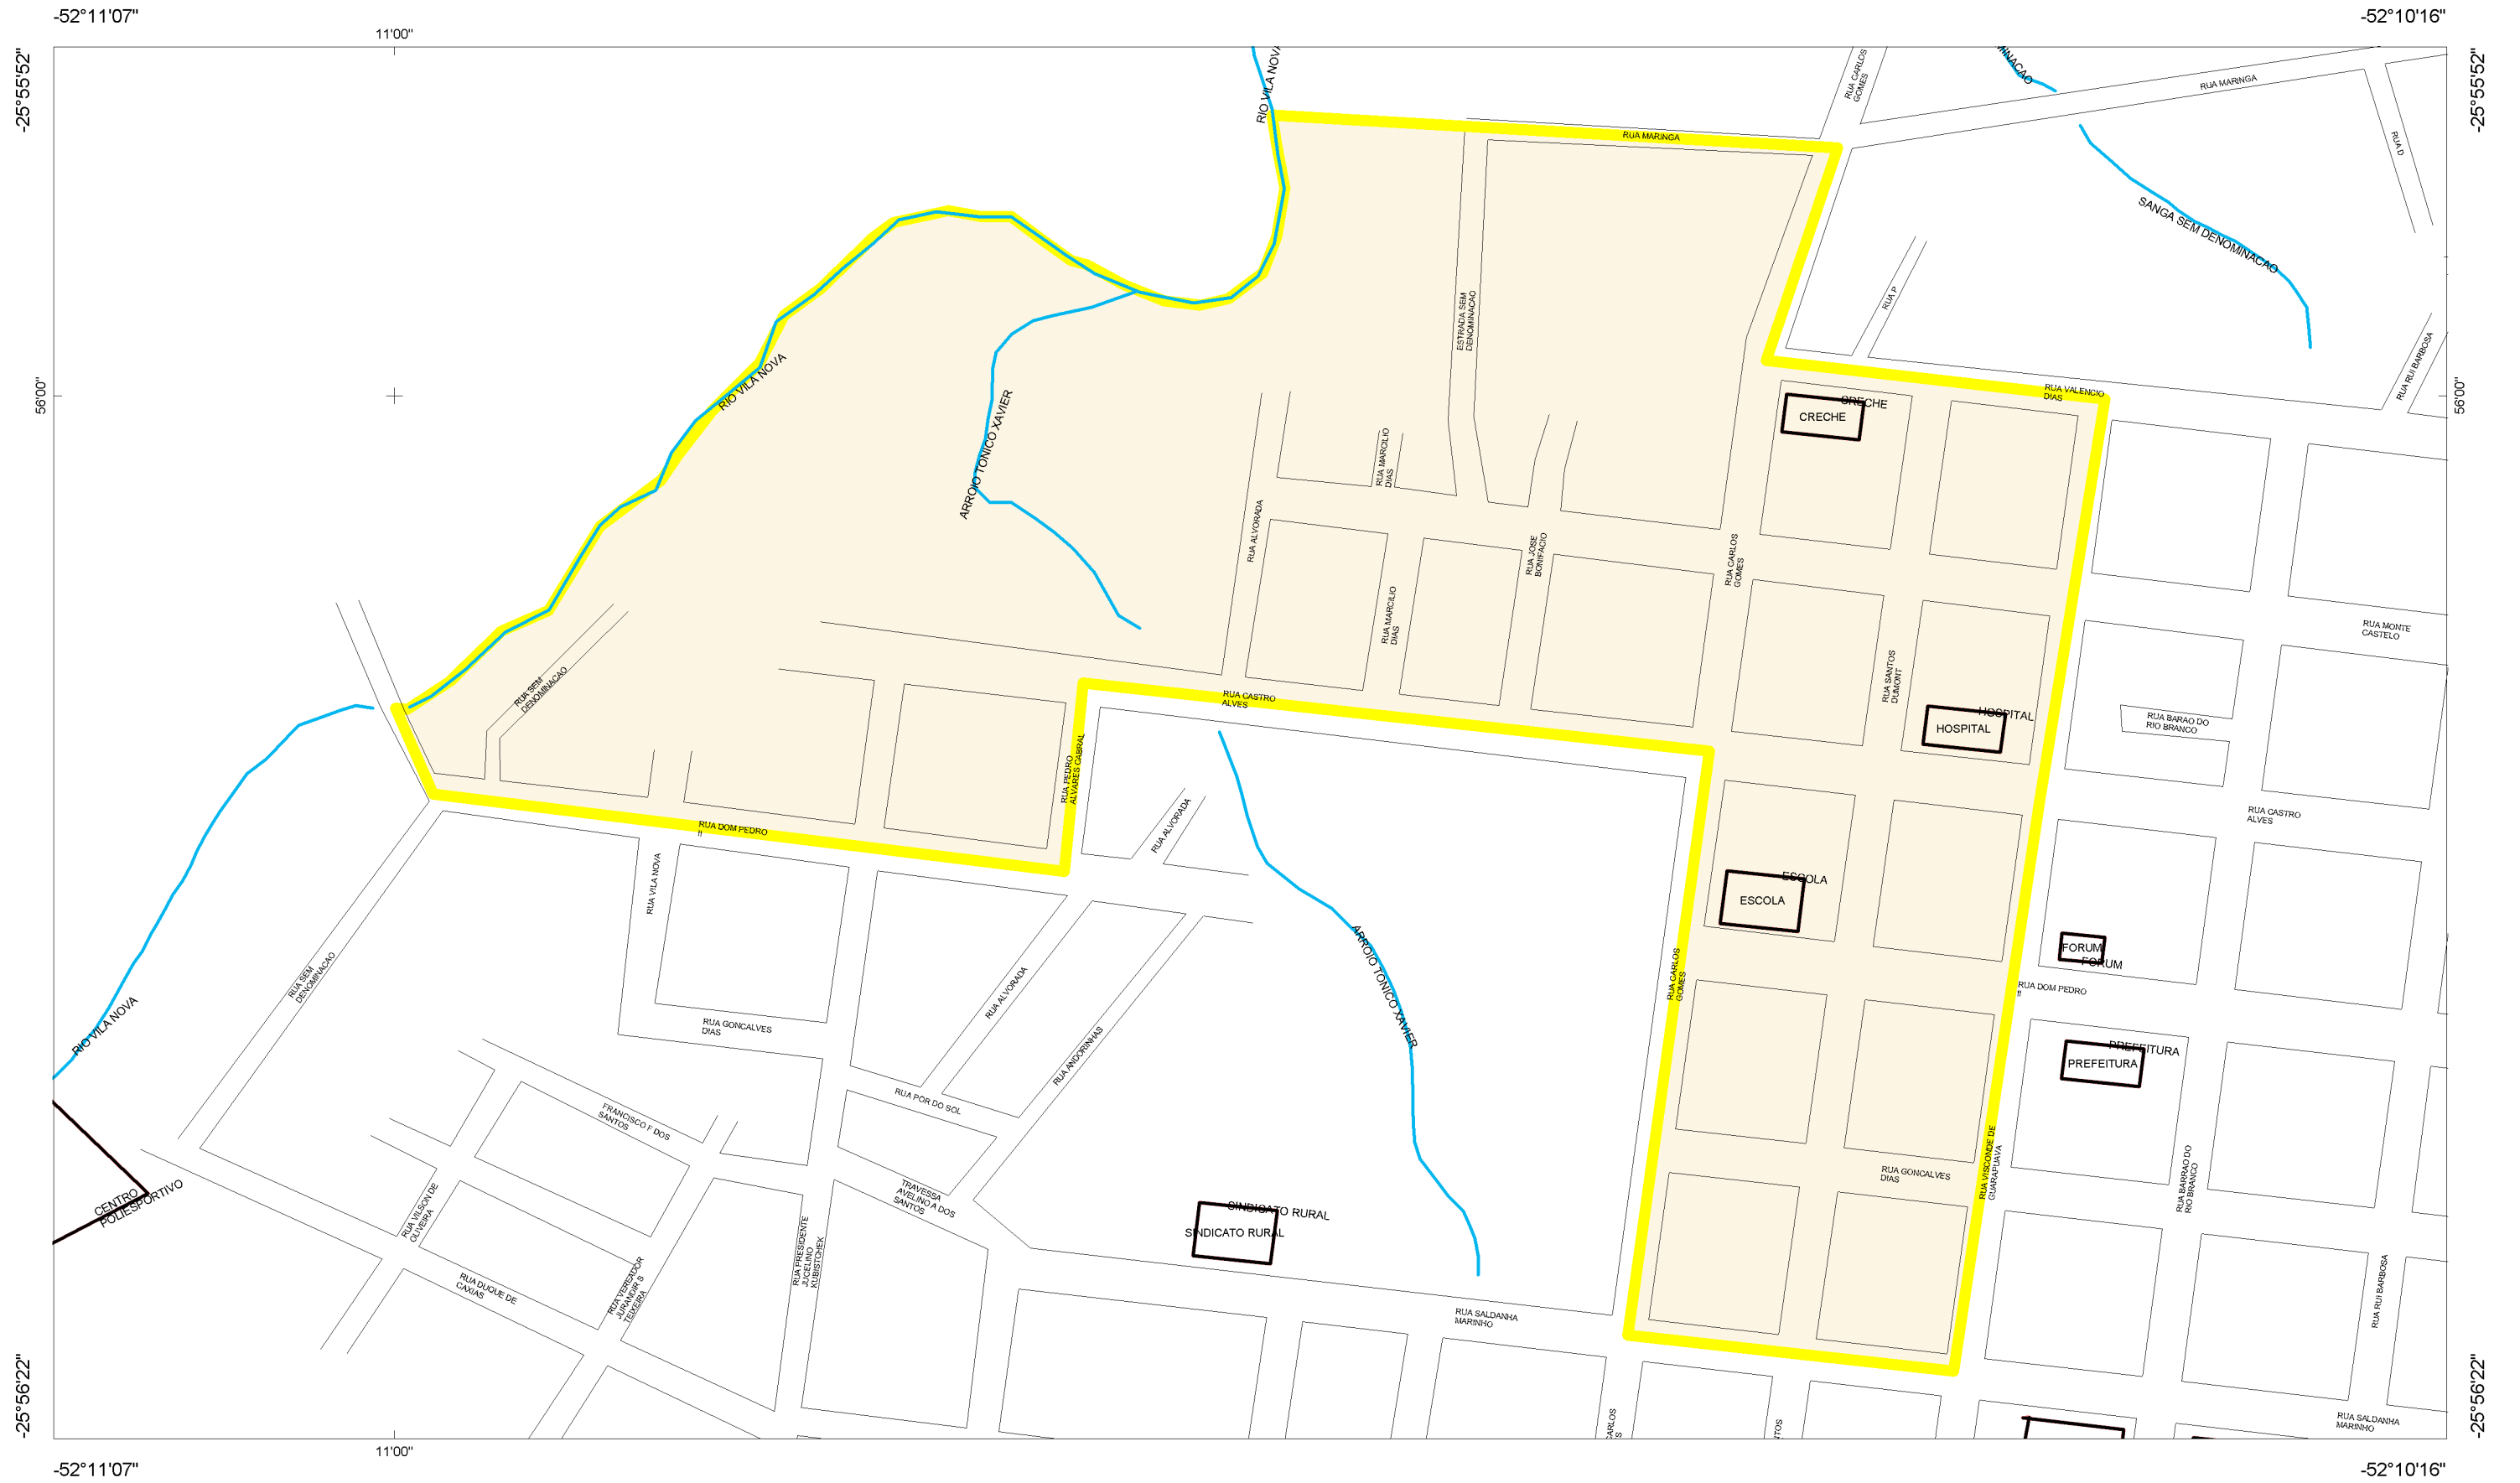 -52°11'07"
-52°10'16"
11'00"
-25°55'52"
-25°55'52"
RIO VILA NOVA
RUA CARLOS
GOMES
RUA MARINGA
RUA MARINGA
RUA D
SANGA SEM DENOMINACAO
RUA P
ESTRADA SEM
DENOMINACAO
RUA RUI BARBOSA
56'00"
56'00"
RIO VILA NOVA
ARROIO TONICO XAVIER
RUA VALENCIO
DIAS
CRECHE
CRECHE
RUA MARCILIO
DIAS
RUA ALVORADA
RUA JOSE
BONIFACIO
RUA CARLOS
GOMES
RUA MARCILIO
DIAS
RUA MONTE
CASTELO
RUA SANTOS
DUMONT
RUA SEM
DENOMINACAO
RUA CASTRO
ALVES
HOSPITAL
HOSPITAL
RUA BARAO DO
RIO BRANCO
RUA PEDRO
ALVARES CABRAL
RUA ALVORADA
RUA CASTRO
ALVES
RUA DOM PEDRO
II
RUA VILA NOVA
ESCOLA
ESCOLA
FORUM
FORUM
RUA SEM
DENOMINACAO
RUA ALVORADA
ARROIO TONICO XAVIER
RUA CARLOS
GOMES
RUA DOM PEDRO
II
RIO VILA NOVA
RUA GONCALVES
DIAS
RUA ANDORINHAS
PREFEITURA
PREFEITURA
RUA POR DO SOL
FRANCISCO F DOS
SANTOS
RUA GONCALVES
DIAS
RUA VISCONDE DE
GUARAPUAVA
RUA BARAO DO
RIO BRANCO
CENTRO
POLIESPORTIVO
RUA VILSON DE
OLIVEIRA
TRAVESSA
AVELINO A DOS
SANTOS
SINDICATO RURAL
SINDICATO RURAL
RUA PRESIDENTE
JUCELINO
KUBISTCHEK
RUA VEREADOR
JURANDIR S
TEIXEIRA
RUA DUQUE DE
CAXIAS
RUA SALDANHA
MARINHO
RUA RUI BARBOSA
RUA SALDANHA
MARINHO
-25°56'22"
-25°56'22"
11'00"
-52°11'07"
-52°10'16"